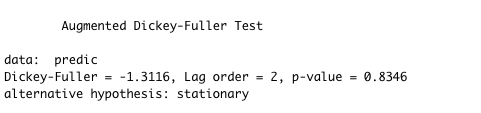 Augmented Dickey-Fuller Test
data:  predic
Dickey-Fuller = -1.3116, Lag order = 2, p-value = 0.8346
alternative hypothesis: stationary